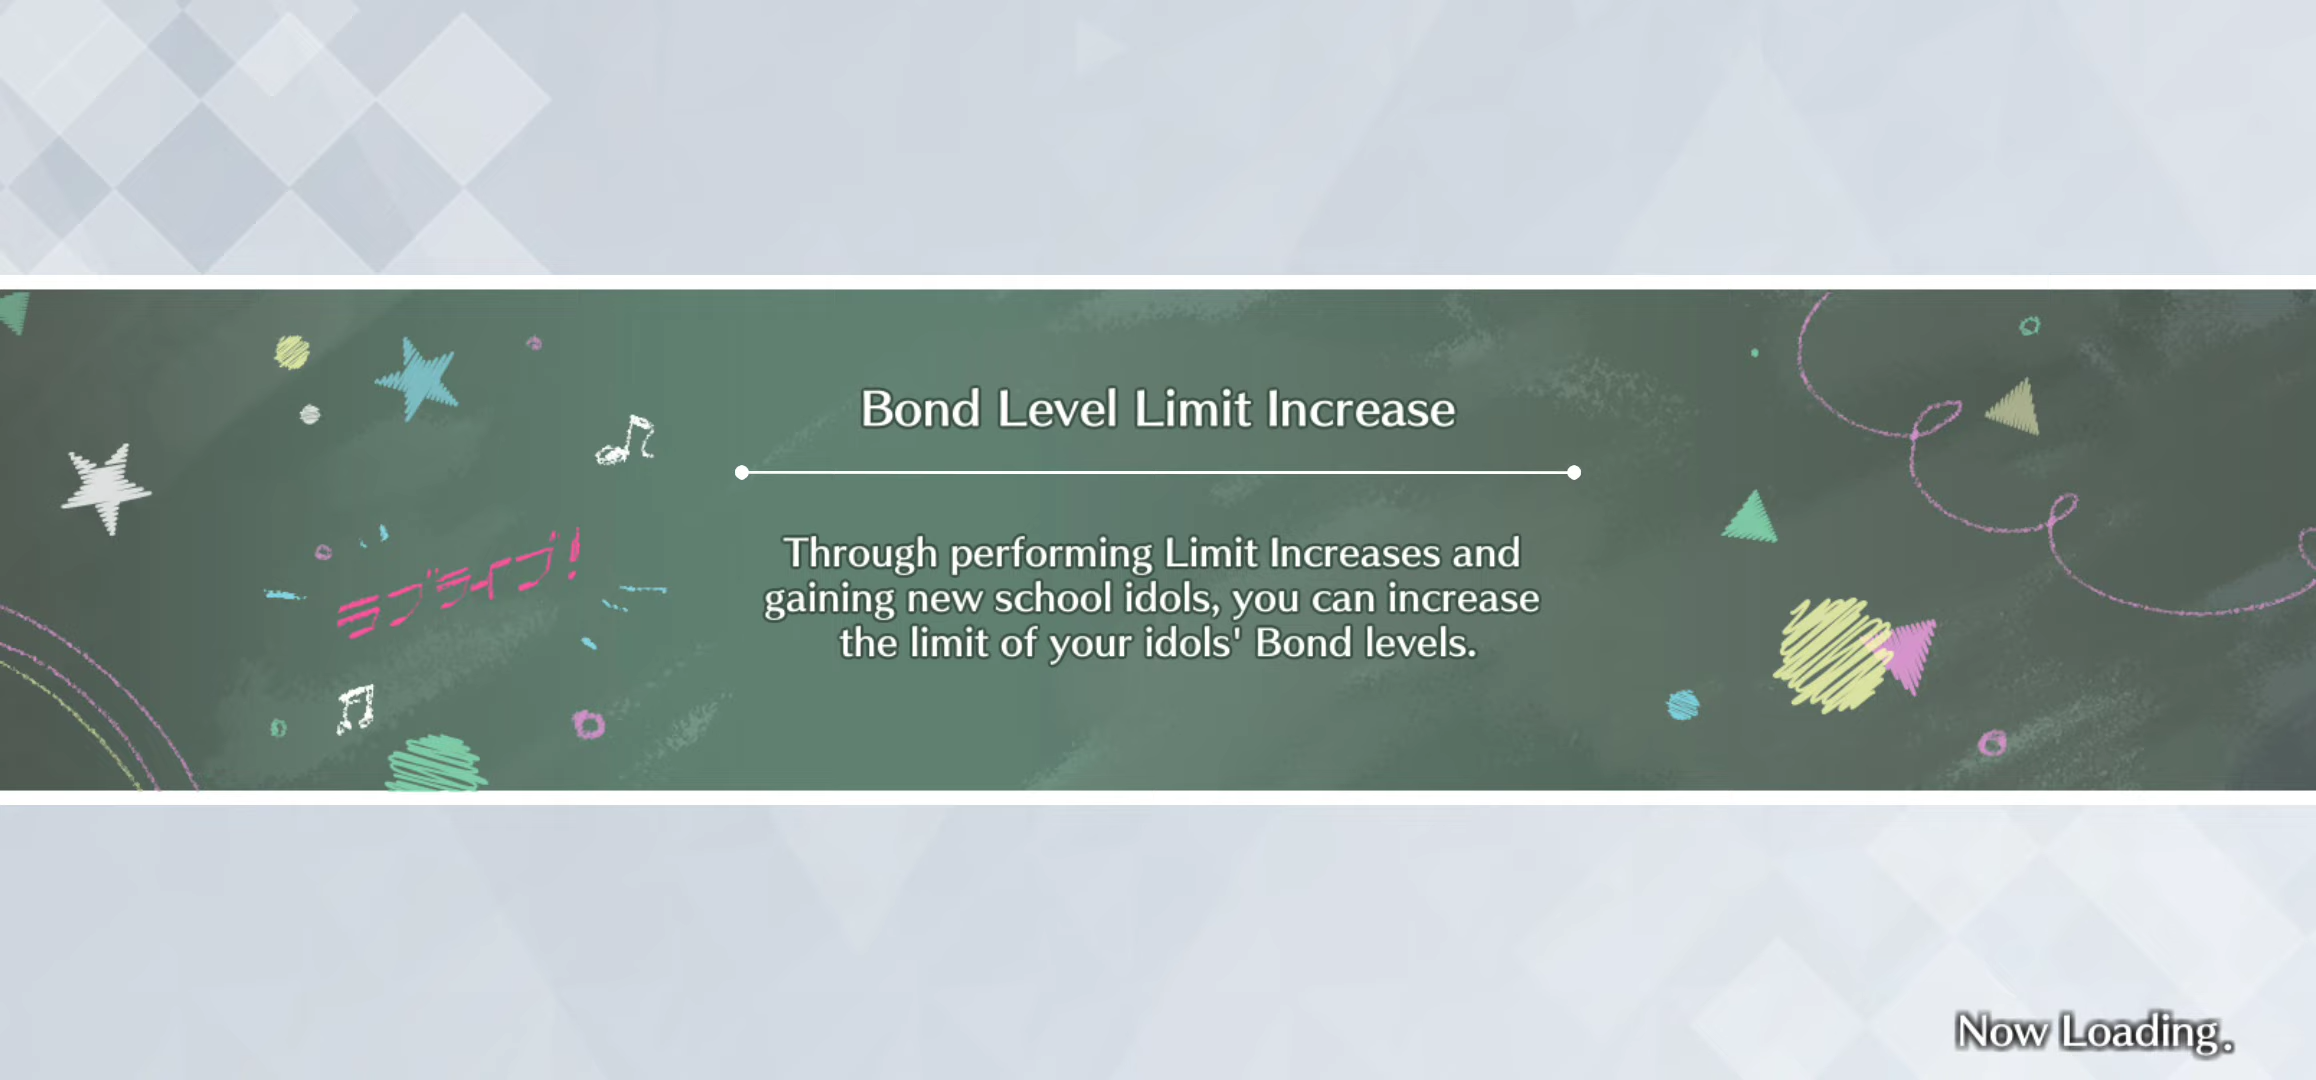 Bond Level Limit Increase
ラブライブ!
Through performing Limit Increases and
gaining new school idols, you can increase
the limit of your idols' Bond levels.
Now Loading.